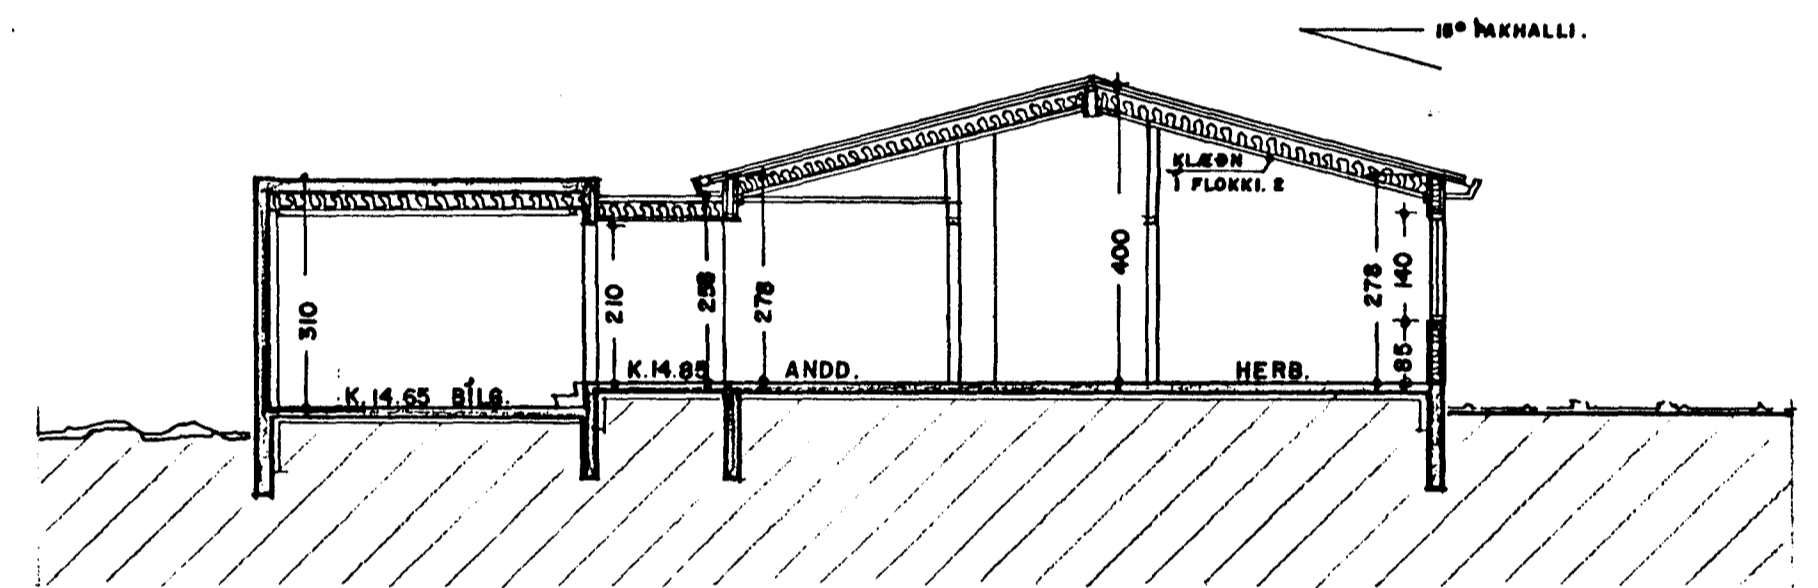 15° ÞAKHALLI.
KLÆÐN
Í FLOKKI. 2
310
210
258
278
400
278
140
85
K.14.85
ANDD.
HERB.
K.14.65 BÍLG.